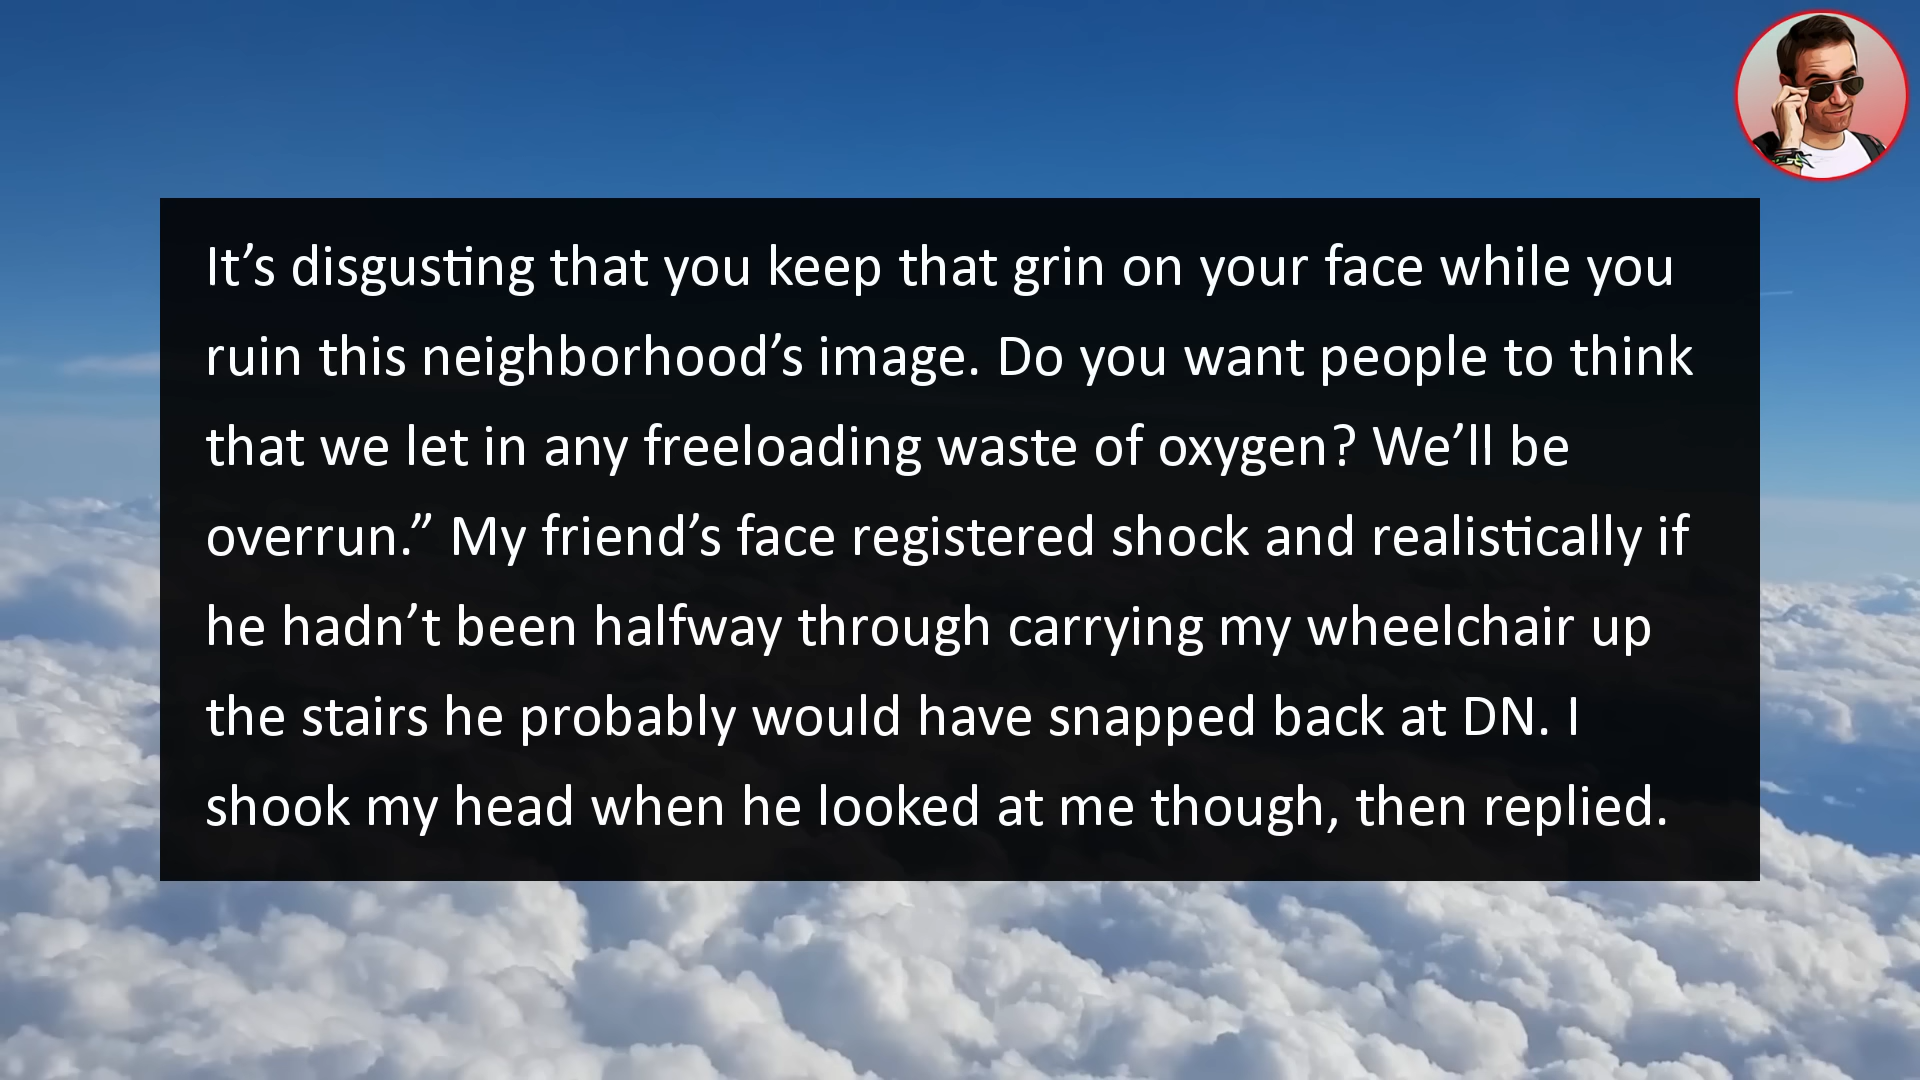 It’s disgusting that you keep that grin on your face while you
ruin this neighborhood’s image. Do you want people to think
that we let in any freeloading waste of oxygen? We’ll be
overrun.” My friend’s face registered shock and realistically if
he hadn’t been halfway through carrying my wheelchair up
the stairs he probably would have snapped back at DN. I
shook my head when he looked at me though, then replied.